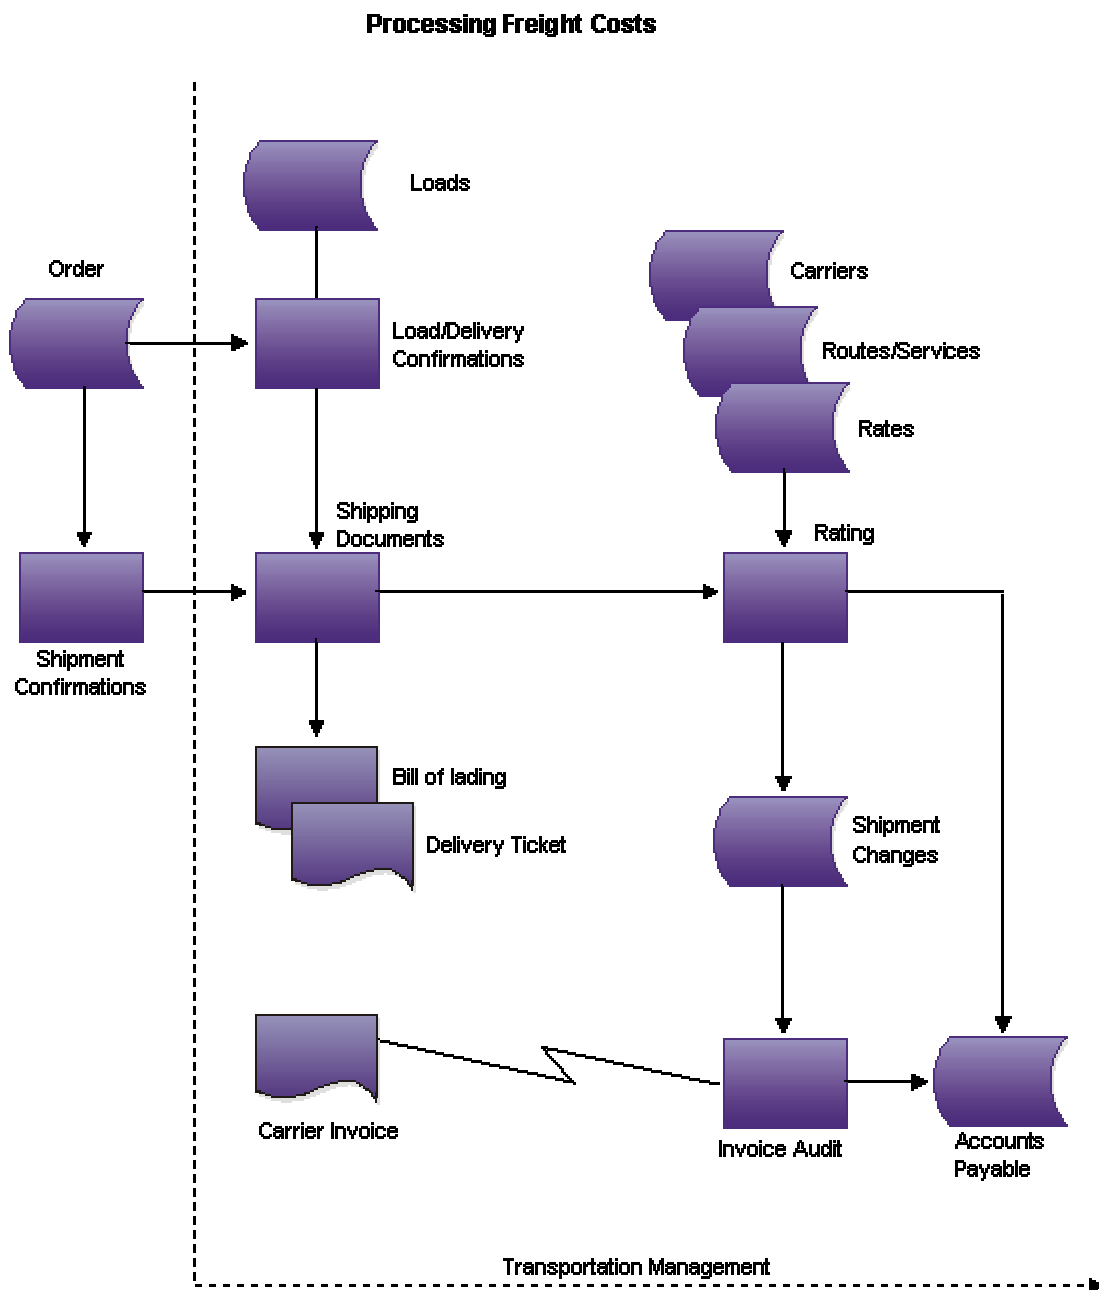 Processing Freight Costs
Loads
Order
Carriers
Load/Delivery
Confirmations
Routes/Services
Rates
Shipping
Documents
Rating
Shipment
Confirmations
Bill of lading
Delivery Ticket
Shipment
Changes
Carrier Invoice
Invoice Audit
Accounts
Payable
Transportation Management